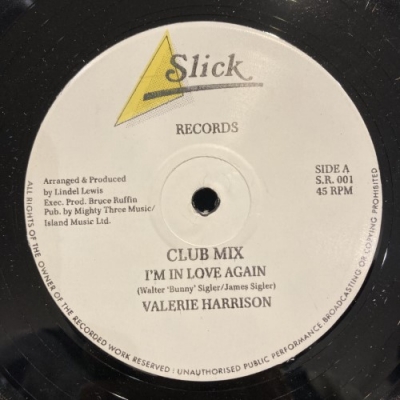 Slick
RECORDS
Arranged & Produced
by Lindel Lewis
Exec. Prod. Bruce Ruffin
Pub. by Mighty Three Music/
Island Music Ltd.
SIDE A
S.R. 001
45 RPM
CLUB MIX
I'M IN LOVE AGAIN
(Walter 'Bunny' Sigler/James Sigler)
VALERIE HARRISON
ALL RIGHTS OF THE OWNER OF THE RECORDED WORK RESERVED | UNAUTHORISED PUBLIC PERFORMANCE, BROADCASTING OR COPYING PROHIBITED